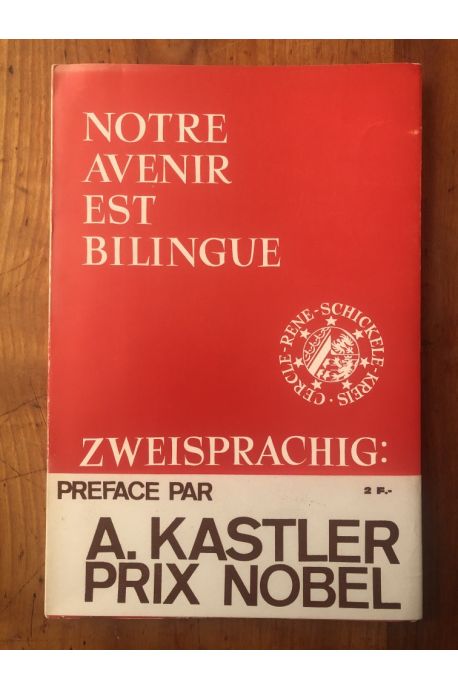 NOTRE
AVENIR
EST
BILINGUE
CERCLE-RENE-SCHICKELE-KREIS ·
ZWEISPRACHIG:
PREFACE PAR
2 F.-
A. KASTLER
PRIX NOBEL